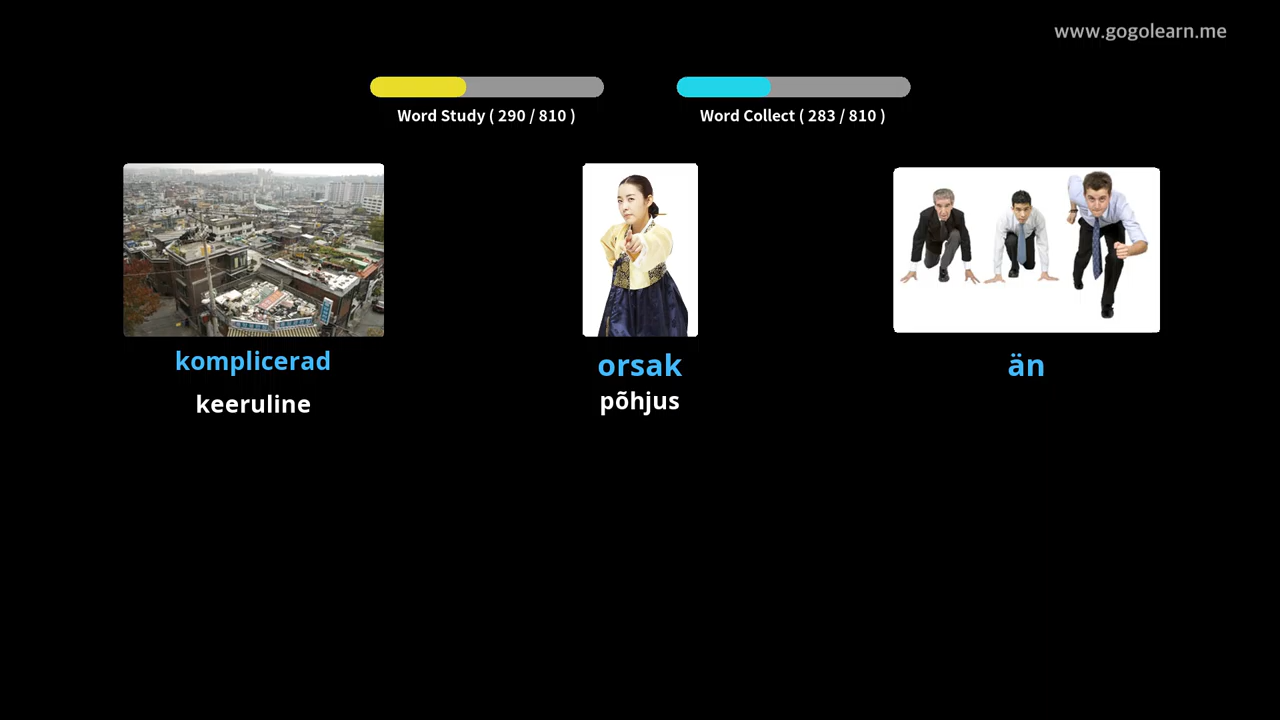 www.gogolearn.me
Word Study ( 290 / 810 )
Word Collect ( 283 / 810 )
komplicerad
keeruline
orsak
põhjus
än